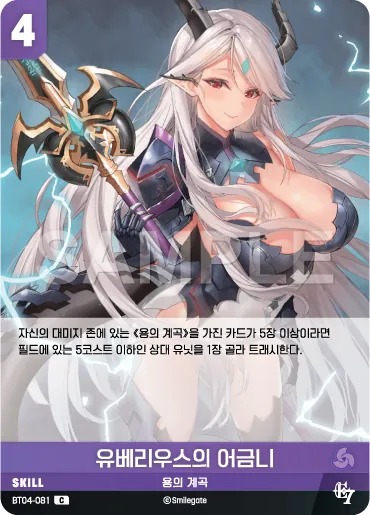 4
SAMPLE
자신의 대미지 존에 있는 《용의 계곡》을 가진 카드가 5장 이상이라면
필드에 있는 5코스트 이하인 상대 유닛을 1장 골라 트래시한다.
유베리우스의 어금니
SKILL 용의 계곡
BT04-081 C ©Smilegate